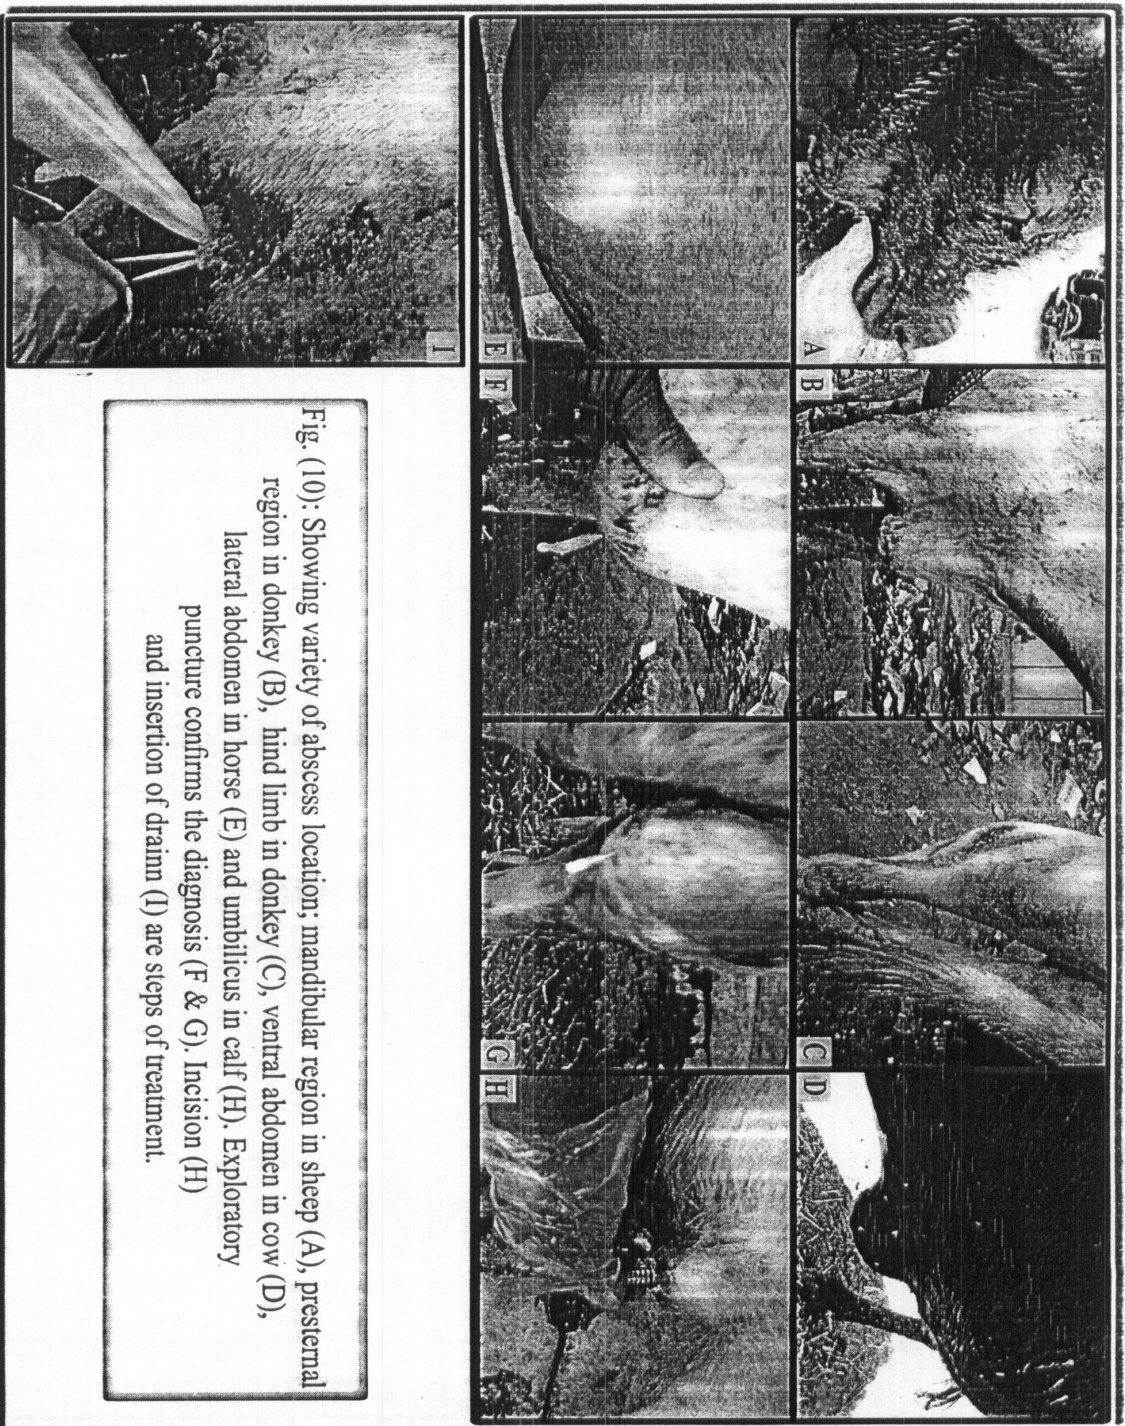 A
B
C
D
E
F
G
H
I
Fig. (10): Showing variety of abscess location; mandibular region in sheep (A), presternal
region in donkey (B), hind limb in donkey (C), ventral abdomen in cow (D),
lateral abdomen in horse (E) and umbilicus in calf (H). Exploratory
puncture confirms the diagnosis (F & G). Incision (H)
and insertion of drainn (I) are steps of treatment.